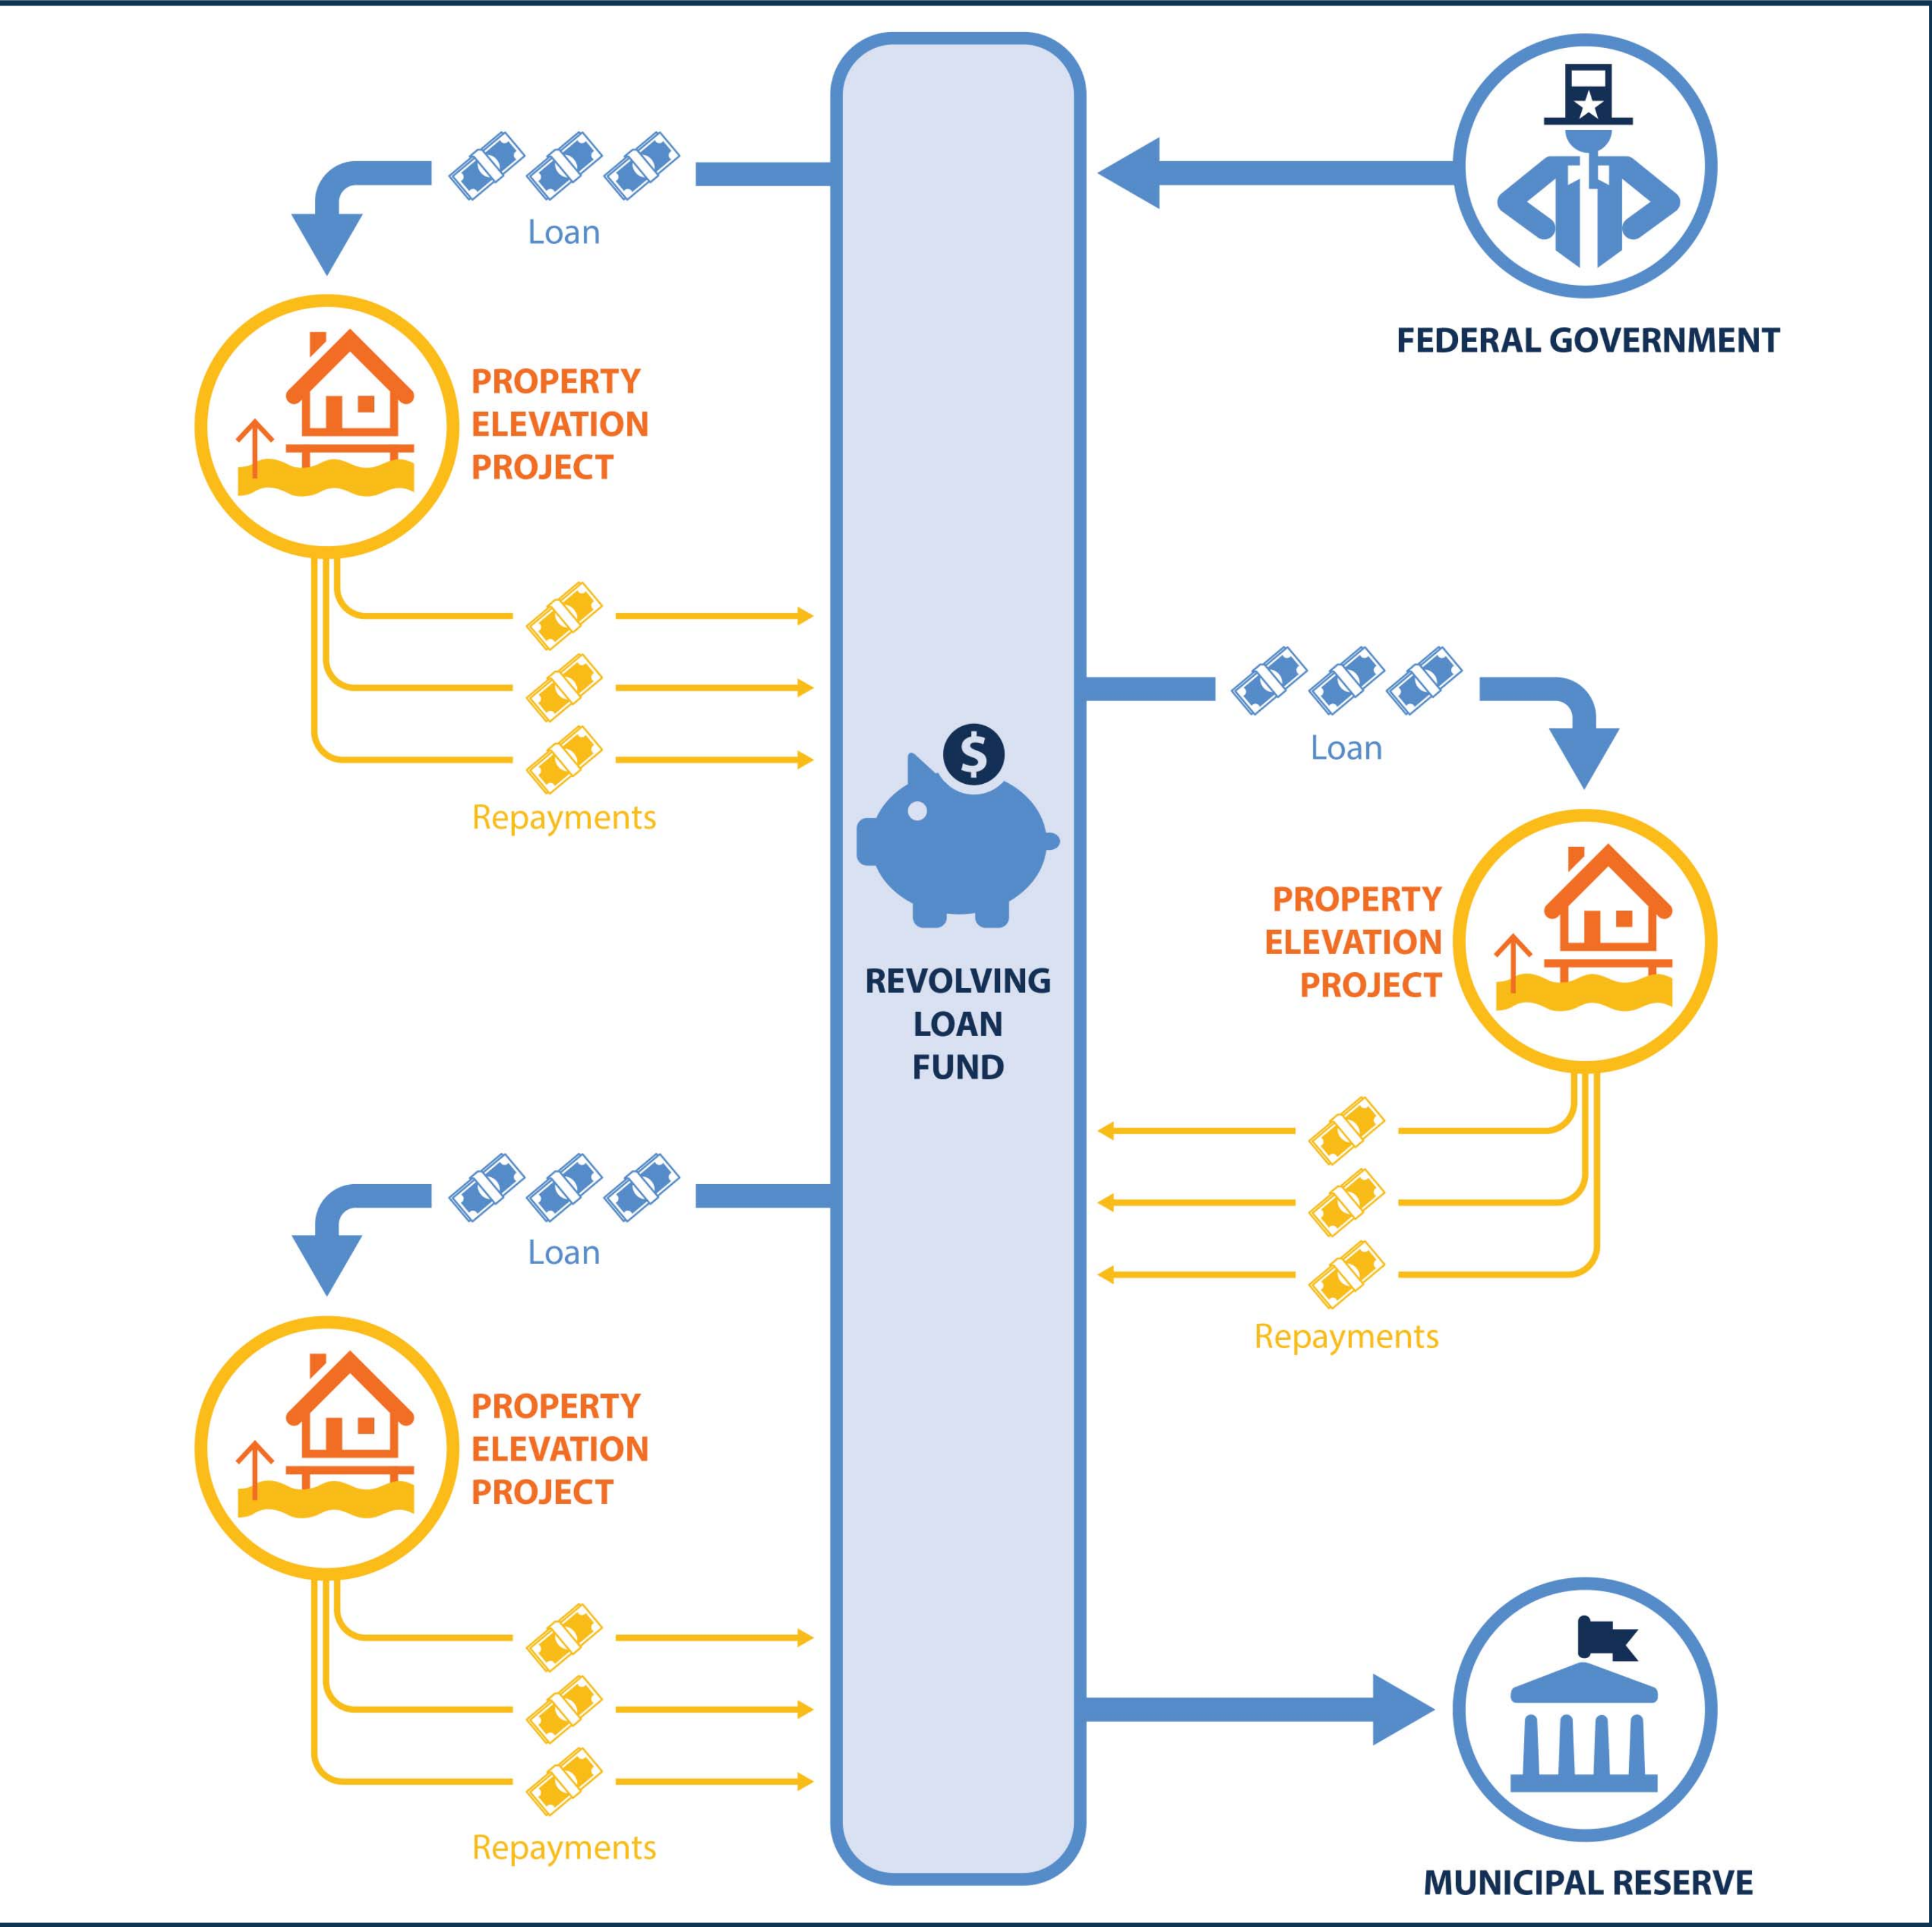 Loan
FEDERAL GOVERNMENT
PROPERTY
ELEVATION
PROJECT
Repayments
Loan
$
PROPERTY
ELEVATION
PROJECT
REVOLVING
LOAN
FUND
Loan
Repayments
PROPERTY
ELEVATION
PROJECT
Repayments
MUNICIPAL RESERVE